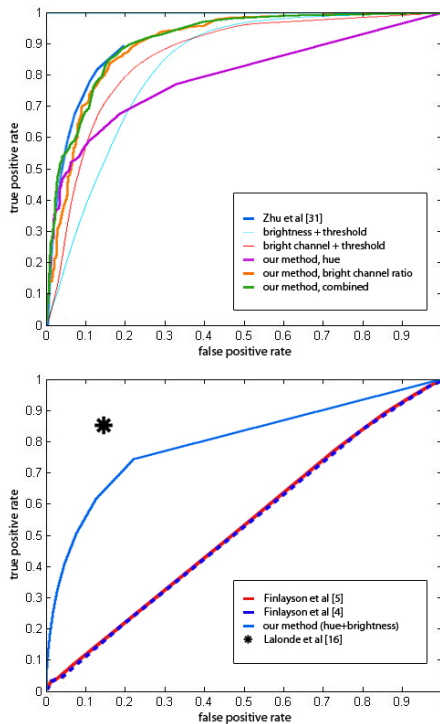 1
0.9
0.8
0.7
0.6
0.5
0.4
0.3
0.2
0.1
0
true positive rate
Zhu et al [31]
brightness + threshold
bright channel + threshold
our method, hue
our method, bright channel ratio
our method, combined
0 0.1 0.2 0.3 0.4 0.5 0.6 0.7 0.8 0.9 1
false positive rate
1
0.9
0.8
0.7
0.6
0.5
0.4
0.3
0.2
0.1
0
true positive rate
Finlayson et al [5]
Finlayson et al [4]
our method (hue+brightness)
Lalonde et al [16]
0 0.1 0.2 0.3 0.4 0.5 0.6 0.7 0.8 0.9 1
false positive rate